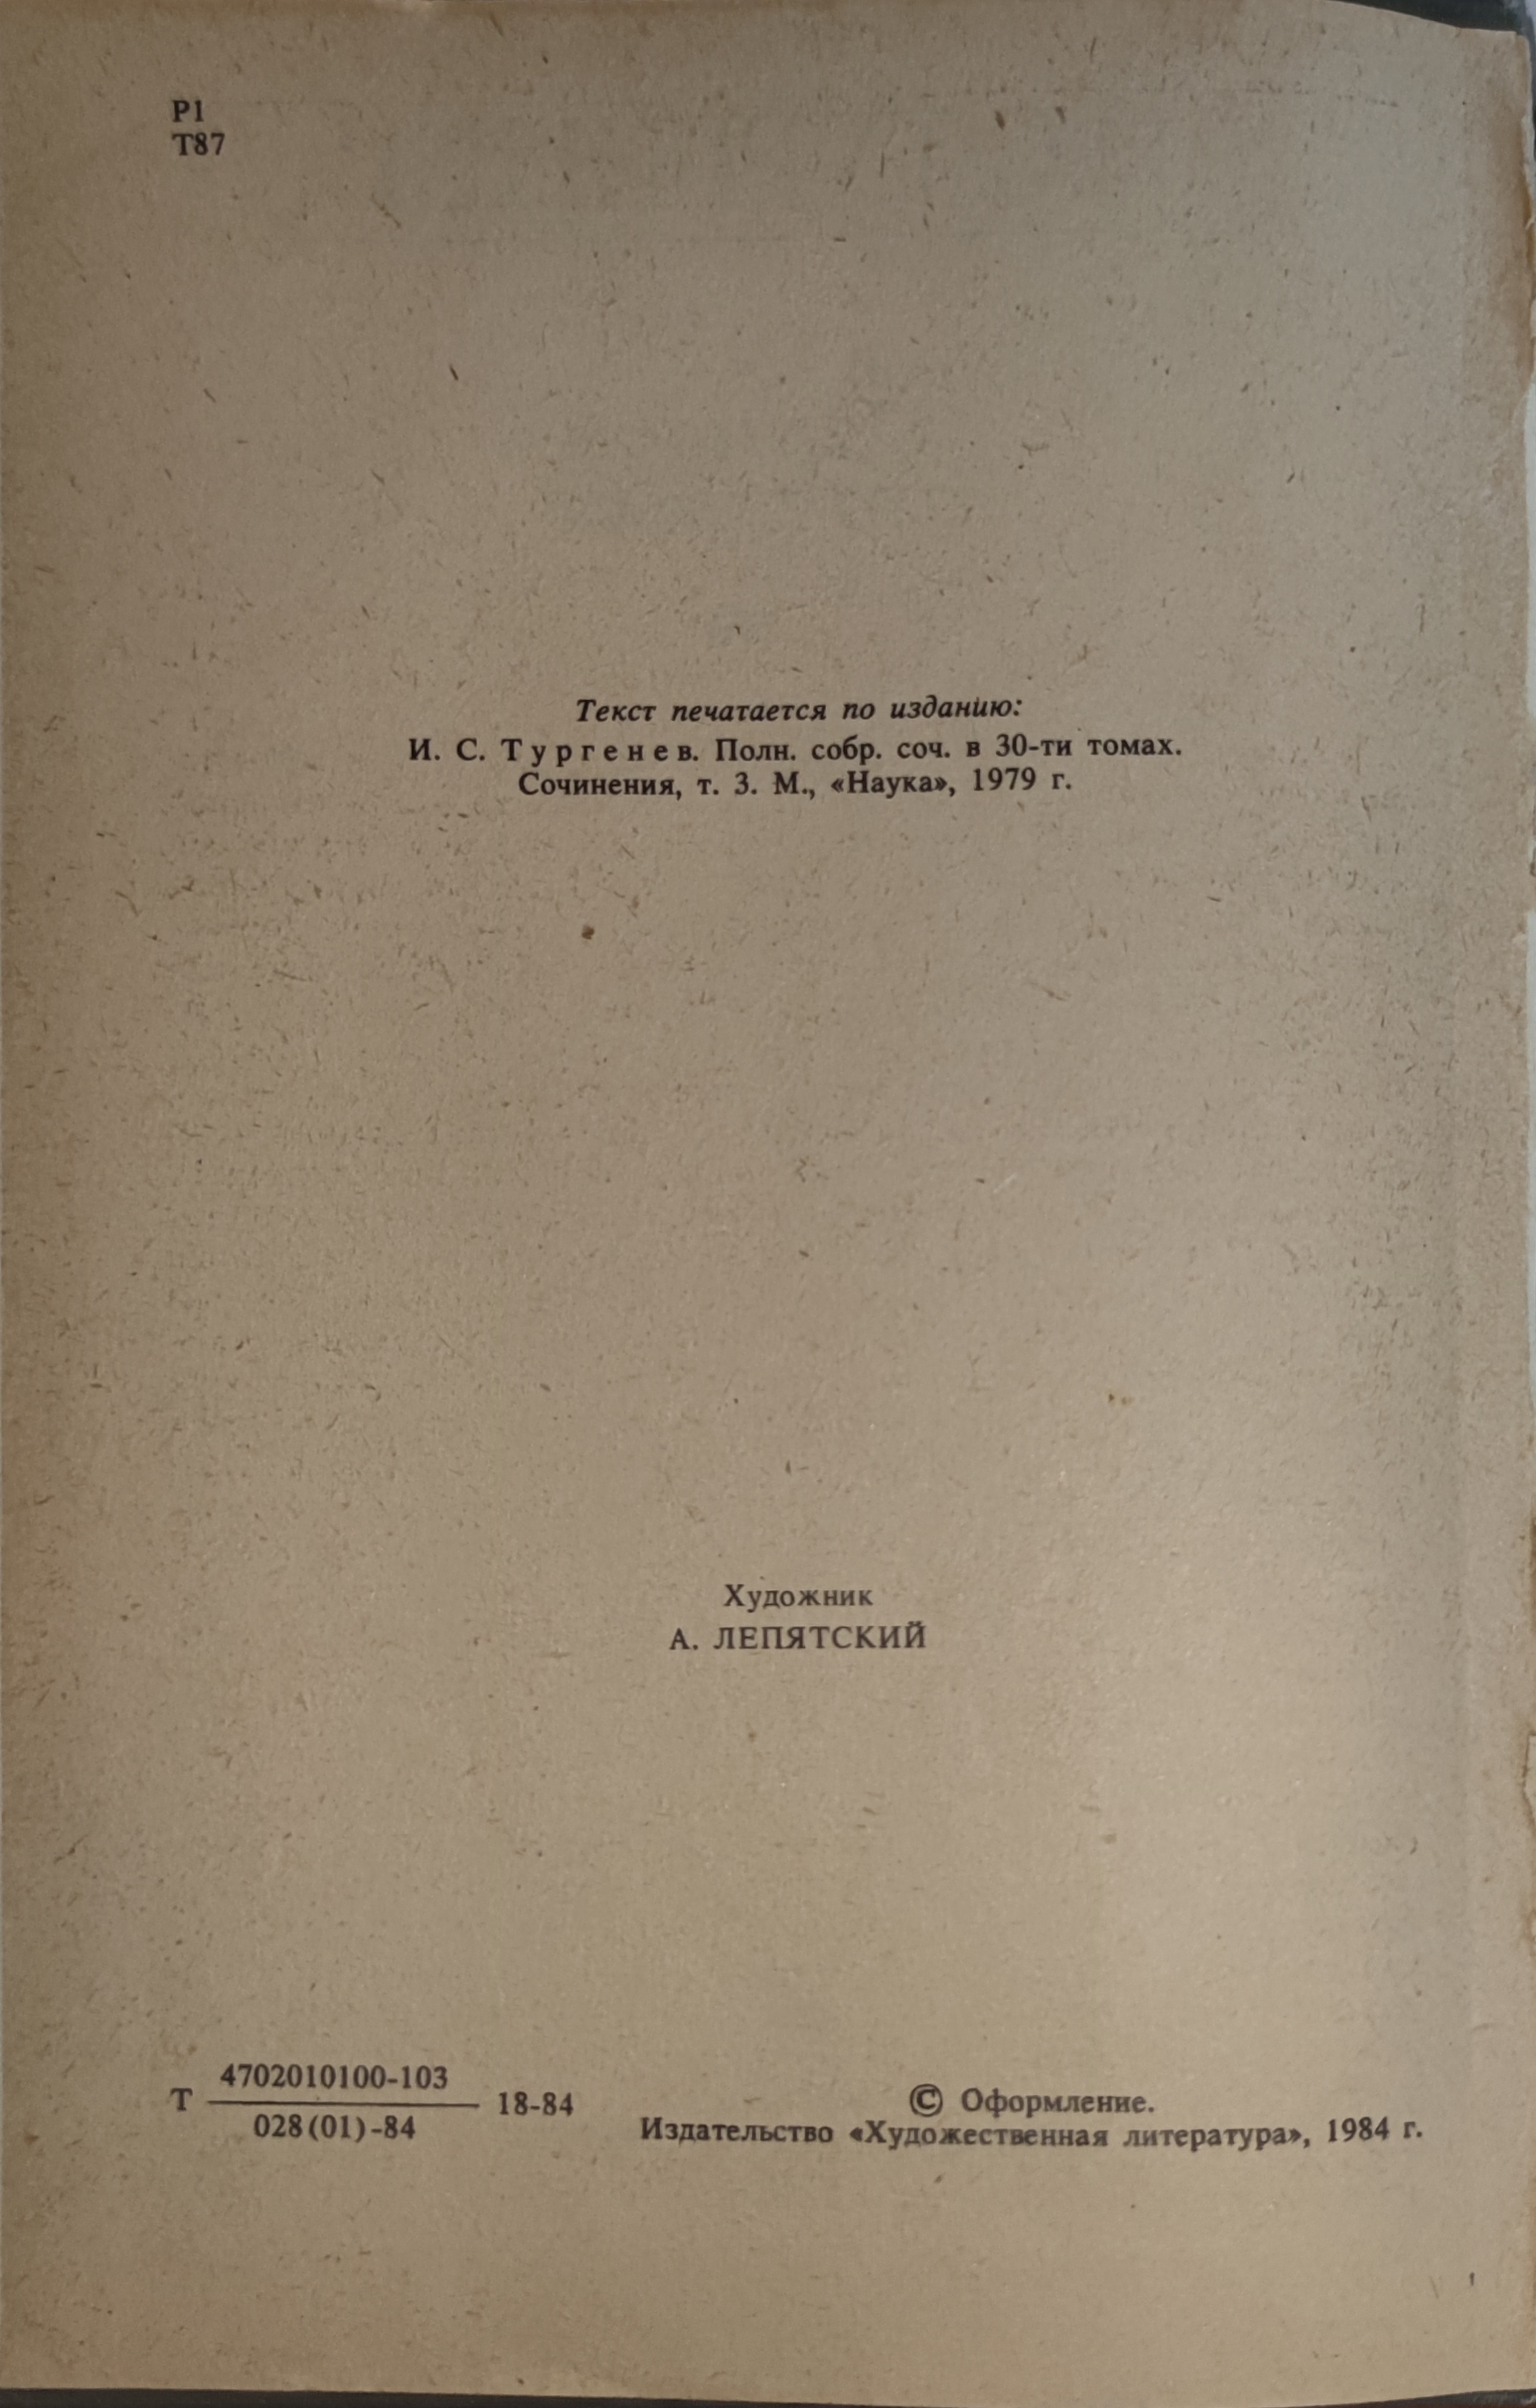 Р1
Т87
Текст печатается по изданию:
И. С. Тургенев. Полн. собр. соч. в 30-ти томах.
Сочинения, т. 3. М., «Наука», 1979 г.
Художник
А. ЛЕПЯТСКИЙ
4702010100-103
Т 18-84
028(01)-84
© Оформление.
Издательство «Художественная литература», 1984 г.